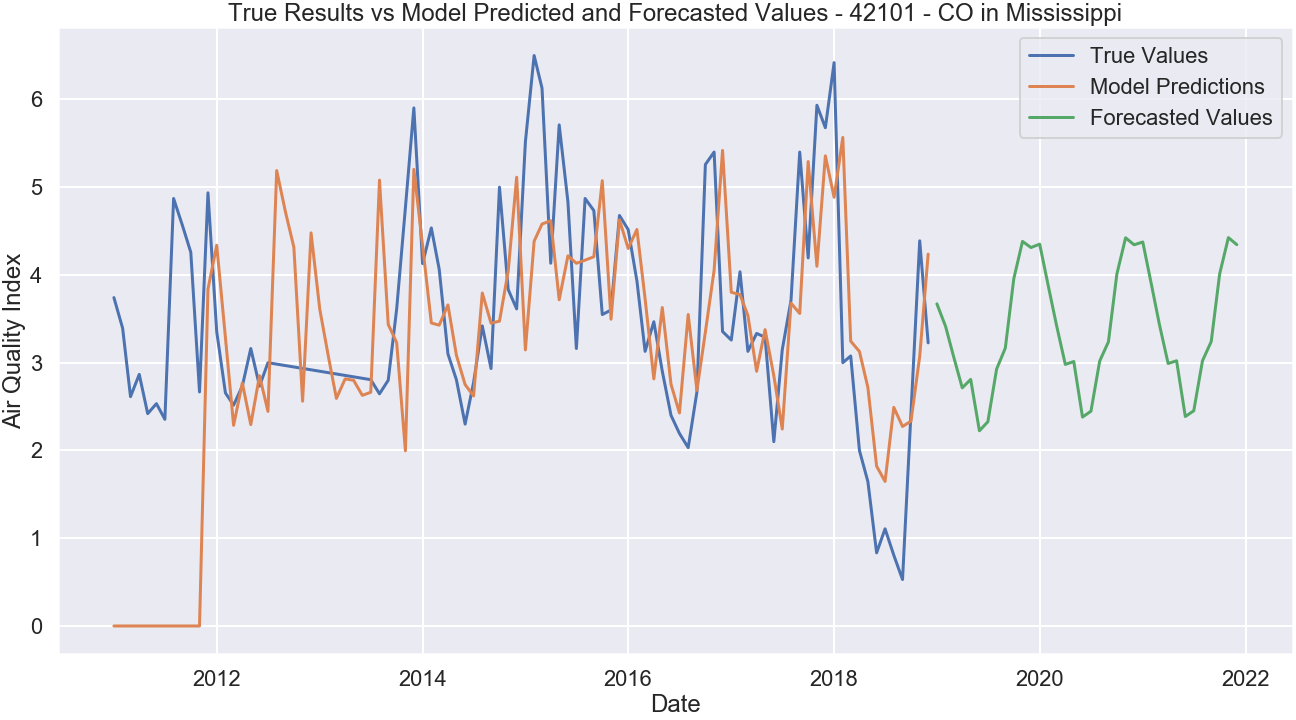 True Results vs Model Predicted and Forecasted Values - 42101 - CO in Mississippi
True Values
Model Predictions
Forecasted Values
Air Quality Index
6
5
4
3
2
1
0
2012 2014 2016 2018 2020 2022
Date